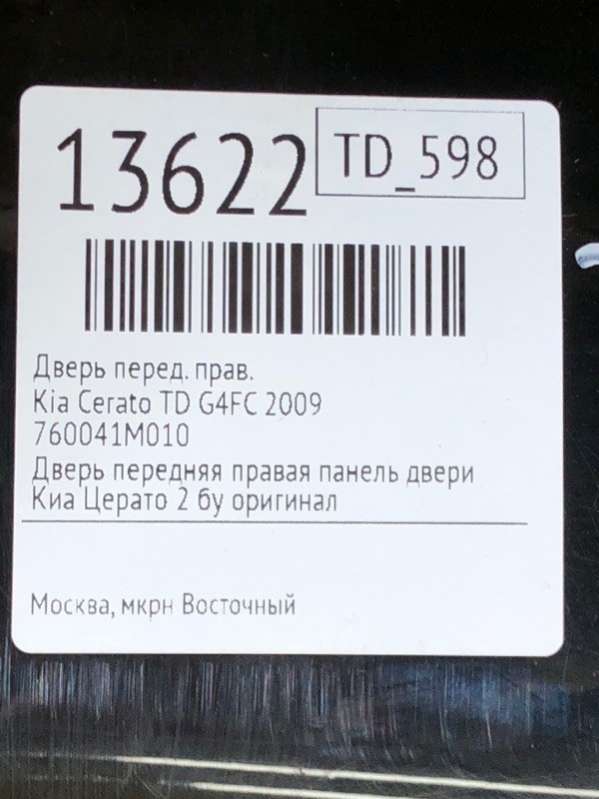 13622
TD_598
Дверь перед. прав.
Kia Cerato TD G4FC 2009
760041M010
Дверь передняя правая панель двери
Киа Церато 2 бу оригинал
Москва, мкрн Восточный